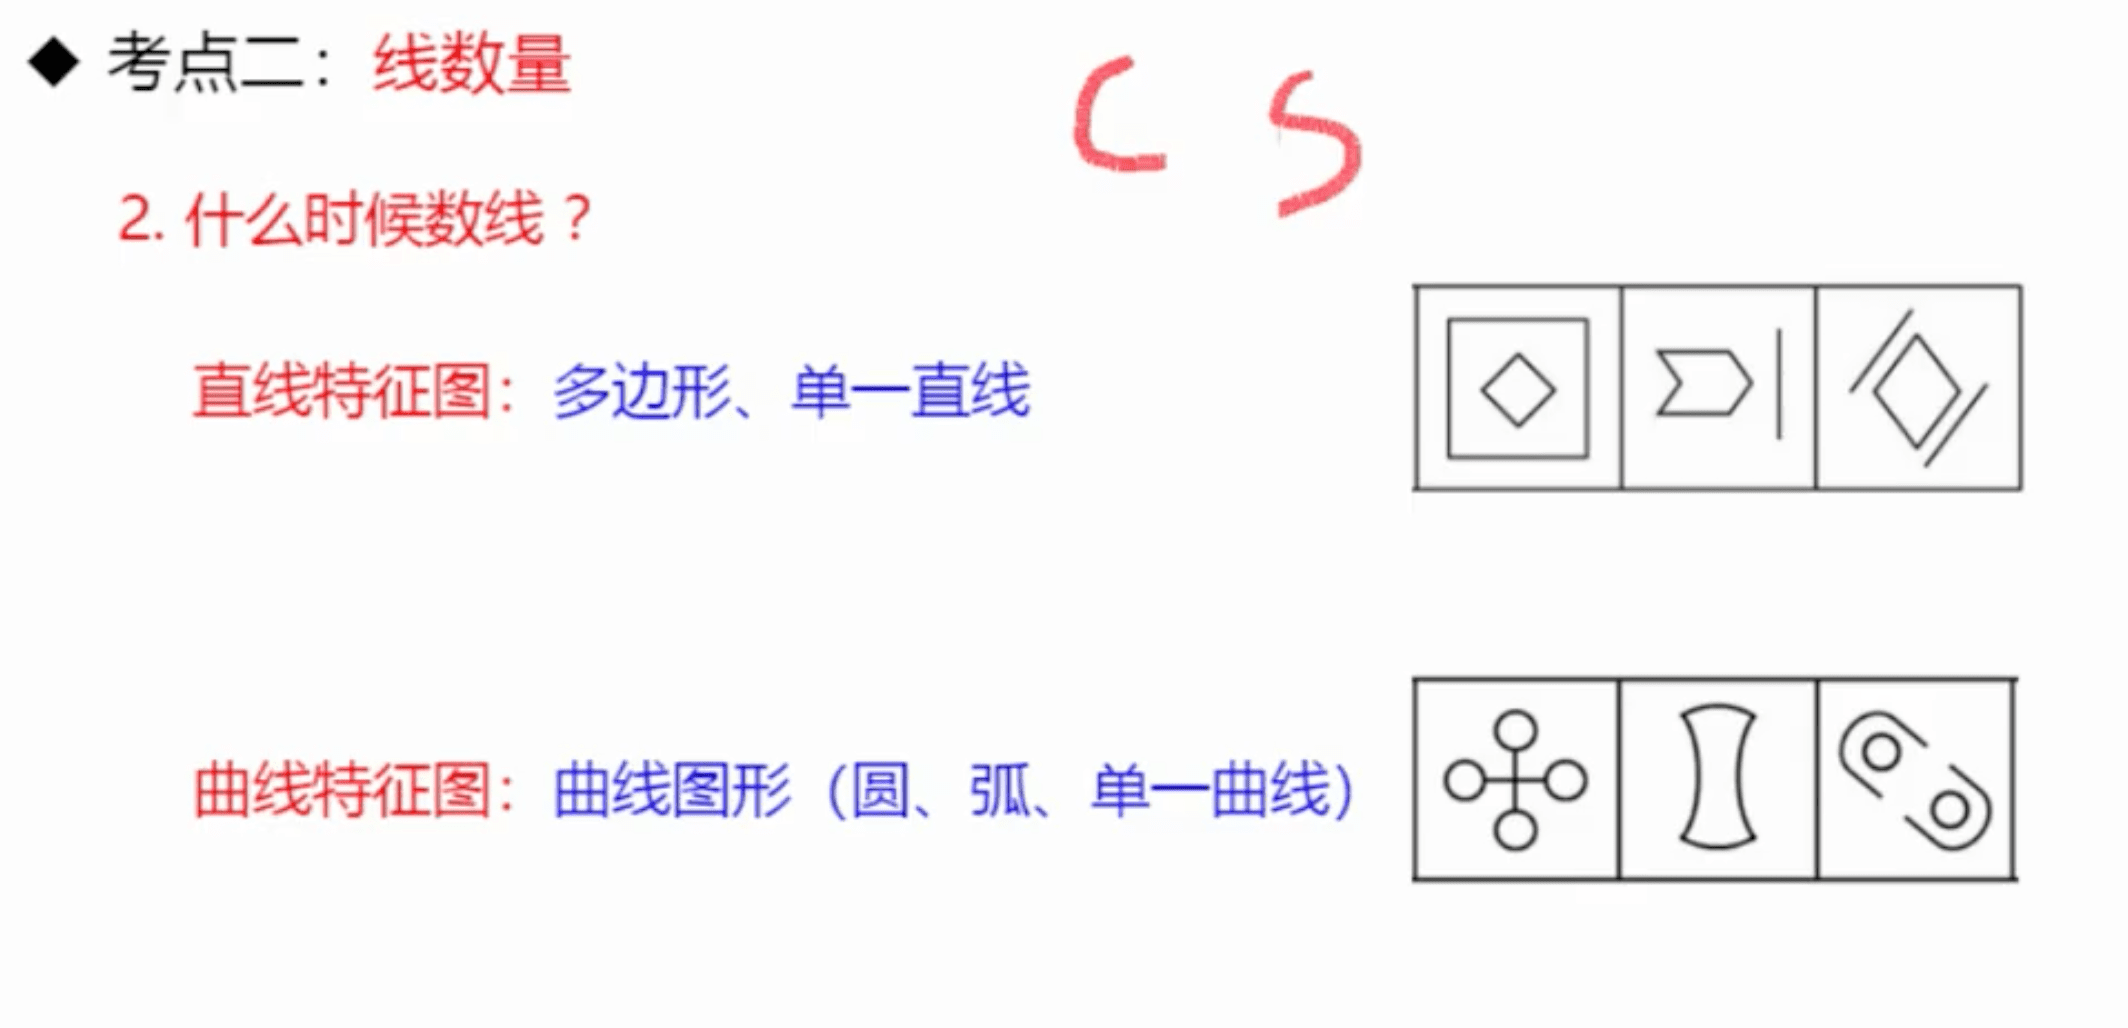 ◆ 考点二：线数量
C S
2. 什么时候数线？
直线特征图：多边形、单一直线
曲线特征图：曲线图形（圆、弧、单一曲线）